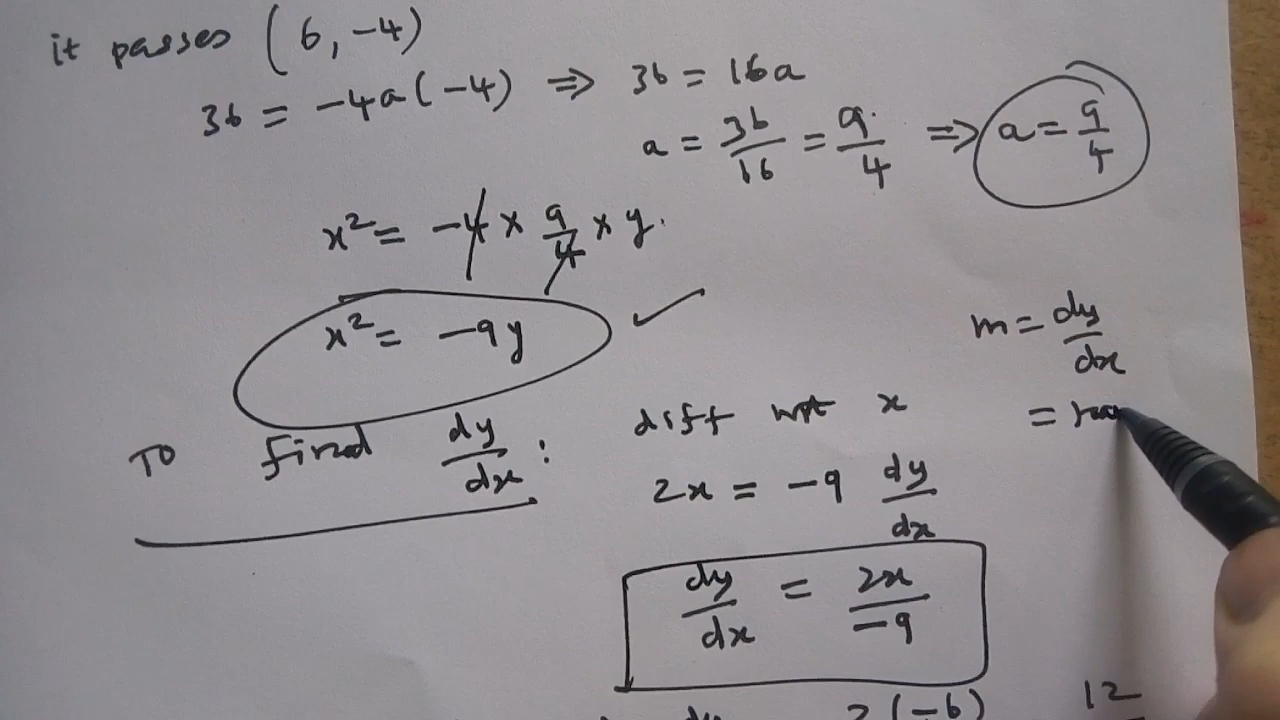 it passes (6, -4)
36 = -4a(-4) ⇒ 36 = 16a
a = 36/16 = 9/4 ⇒ a = 9/4
x² = -4 × 9/4 × y.
x² = -9y ✓
m = dy/dx
To find dy/dx : diff wrt x
=
2x = -9 dy/dx
dy/dx = 2x/-9
dy 2(-6) 12